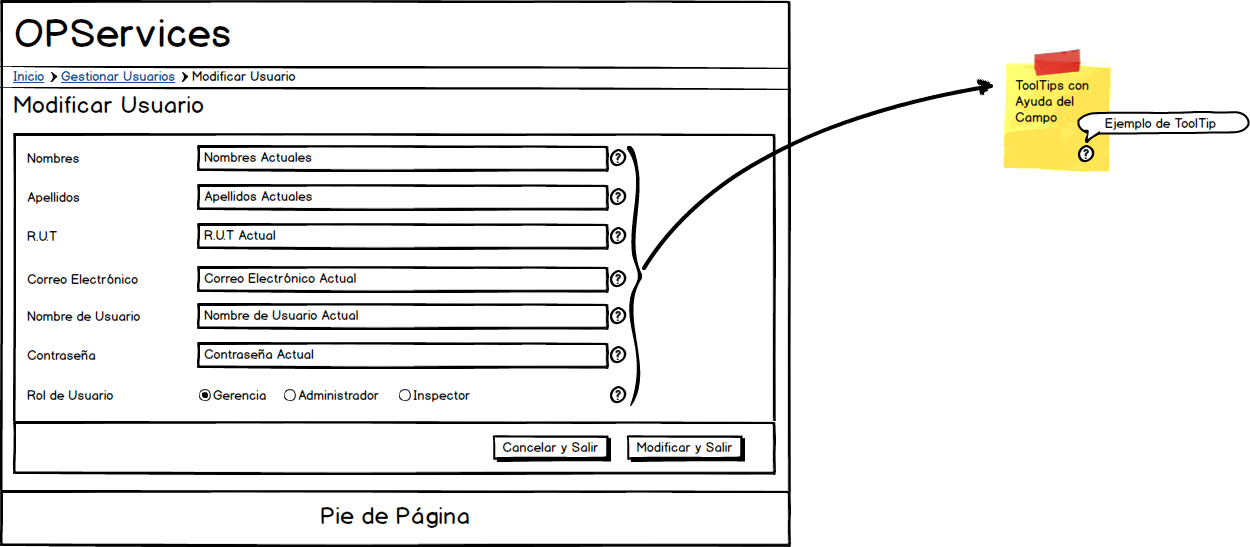 OPServices
Inicio > Gestionar Usuarios > Modificar Usuario
Modificar Usuario
Nombres Nombres Actuales ?
Apellidos Apellidos Actuales ?
R.U.T R.U.T Actual ?
Correo Electrónico Correo Electrónico Actual ?
Nombre de Usuario Nombre de Usuario Actual ?
Contraseña Contraseña Actual ?
Rol de Usuario Gerencia Administrador Inspector ?
Cancelar y Salir Modificar y Salir
Pie de Página
ToolTips con
Ayuda del
Campo
Ejemplo de ToolTip
?